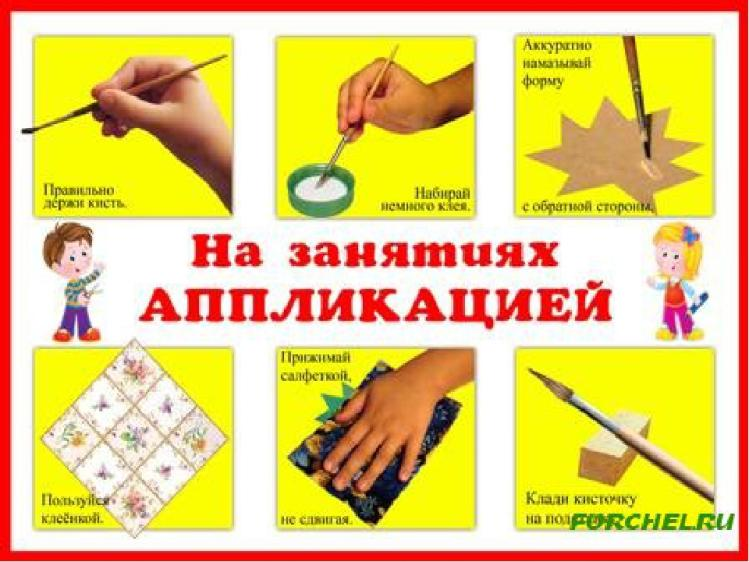 Правильно
держи кисть.
Набирай
немного клея.
Аккуратно
намазывай
форму
с обратной стороны.
На занятиях
АППЛИКАЦИЕЙ
Пользуйся
клеёнкой.
Прижимай
салфеткой,
не сдвигая.
Клади кисточку
на
FORCHEL.RU